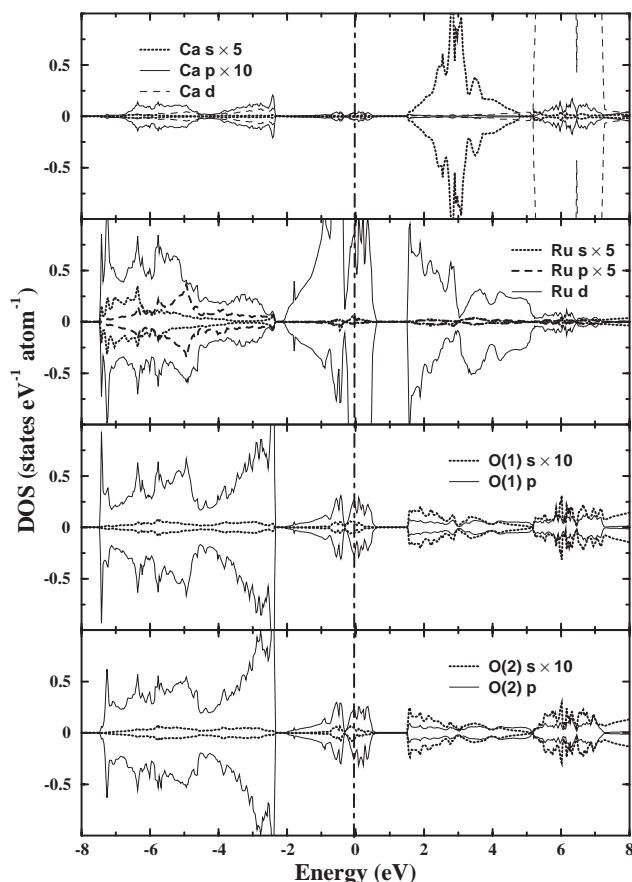 0.5
0
-0.5
Ca s × 5
Ca p × 10
Ca d
0.5
0
-0.5
Ru s × 5
Ru p × 5
Ru d
DOS (states eV⁻¹ atom⁻¹)
0.5
0
-0.5
O(1) s × 10
O(1) p
0.5
0
-0.5
O(2) s × 10
O(2) p
-8 -6 -4 -2 0 2 4 6 8
Energy (eV)